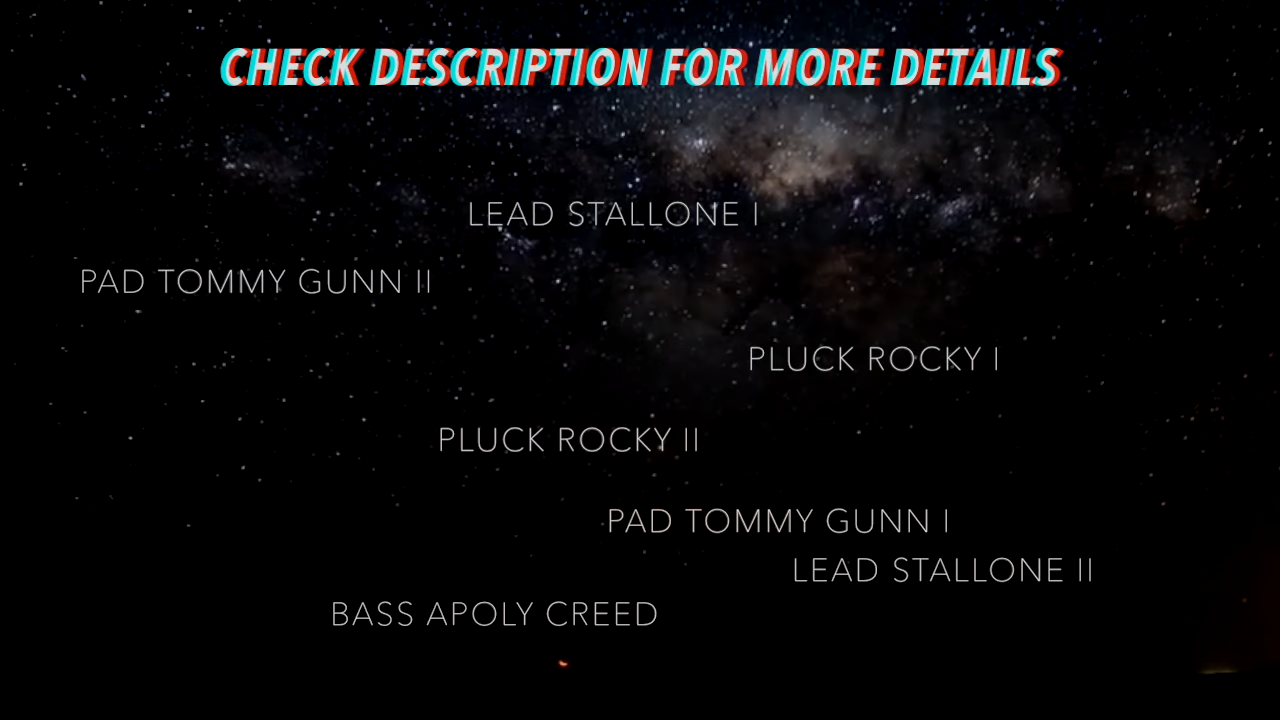 CHECK DESCRIPTION FOR MORE DETAILS
LEAD STALLONE I
PAD TOMMY GUNN II
PLUCK ROCKY I
PLUCK ROCKY II
PAD TOMMY GUNN I
LEAD STALLONE II
BASS APOLY CREED